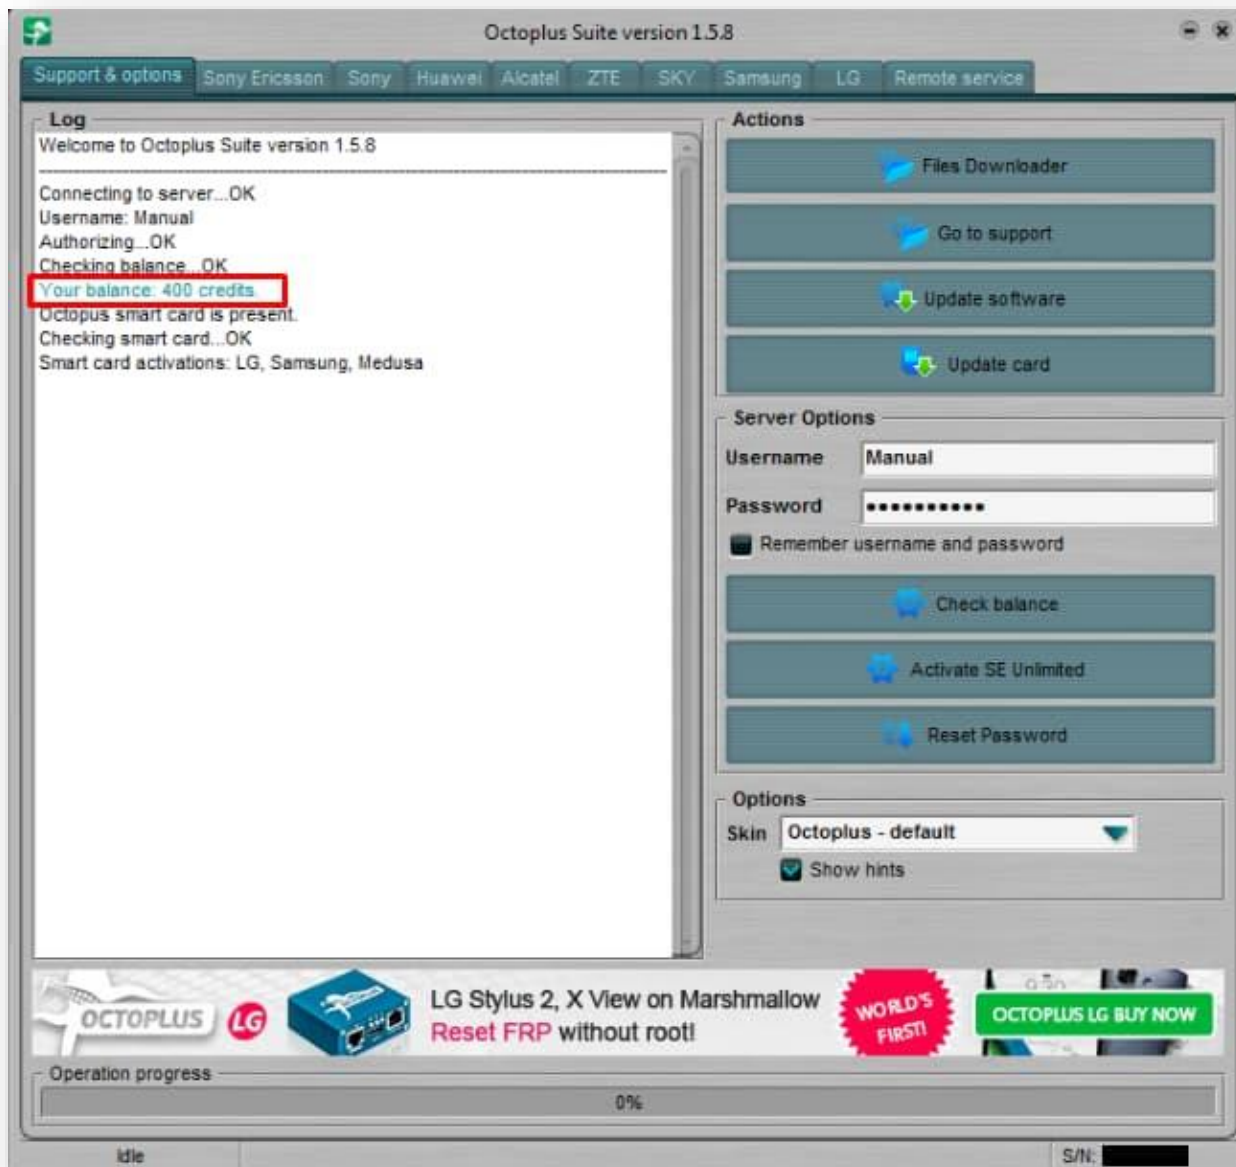 Octoplus Suite version 1.5.8
Support & options
Sony Ericsson
Sony
Huawei
Alcatel
ZTE
SKY
Samsung
LG
Remote service
Log
Welcome to Octoplus Suite version 1.5.8
Connecting to server...OK
Username: Manual
Authorizing...OK
Checking balance...OK
Your balance: 400 credits.
Octopus smart card is present.
Checking smart card...OK
Smart card activations: LG, Samsung, Medusa
Actions
Files Downloader
Go to support
Update software
Update card
Server Options
Username
Manual
Password
••••••••••
Remember username and password
Check balance
Activate SE Unlimited
Reset Password
Options
Skin
Octoplus - default
Show hints
OCTOPLUS
LG
LG Stylus 2, X View on Marshmallow
Reset FRP without root!
WORLD'S
FIRST!
OCTOPLUS LG BUY NOW
Operation progress
0%
Idle
S/N: